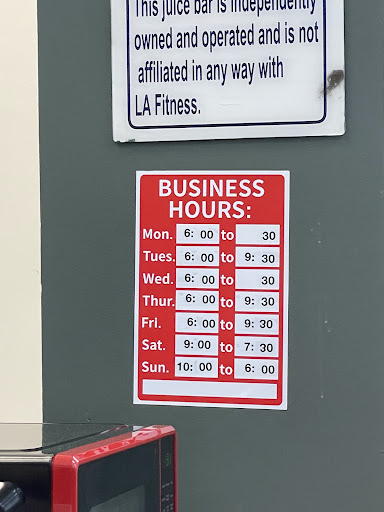 This juice bar is independently
owned and operated and is not
affiliated in any way with
LA Fitness.
BUSINESS
HOURS:
Mon. 6: 00 to 30
Tues. 6: 00 to 9: 30
Wed. 6: 00 to 30
Thur. 6: 00 to 9: 30
Fri. 6: 00 to 9: 30
Sat. 9: 00 to 7: 30
Sun. 10: 00 to 6: 00